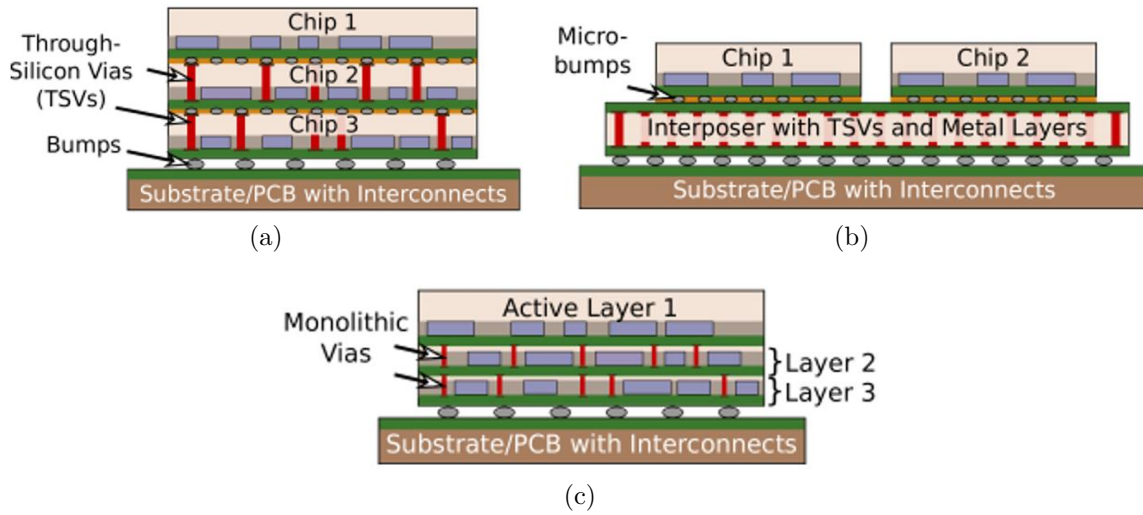 Chip 1
Through-
Silicon Vias
(TSVs)
Chip 2
Chip 3
Bumps
Substrate/PCB with Interconnects
(a)
Micro-
bumps
Chip 1
Chip 2
Interposer with TSVs and Metal Layers
Substrate/PCB with Interconnects
(b)
Active Layer 1
Monolithic
Vias
Layer 2
Layer 3
Substrate/PCB with Interconnects
(c)